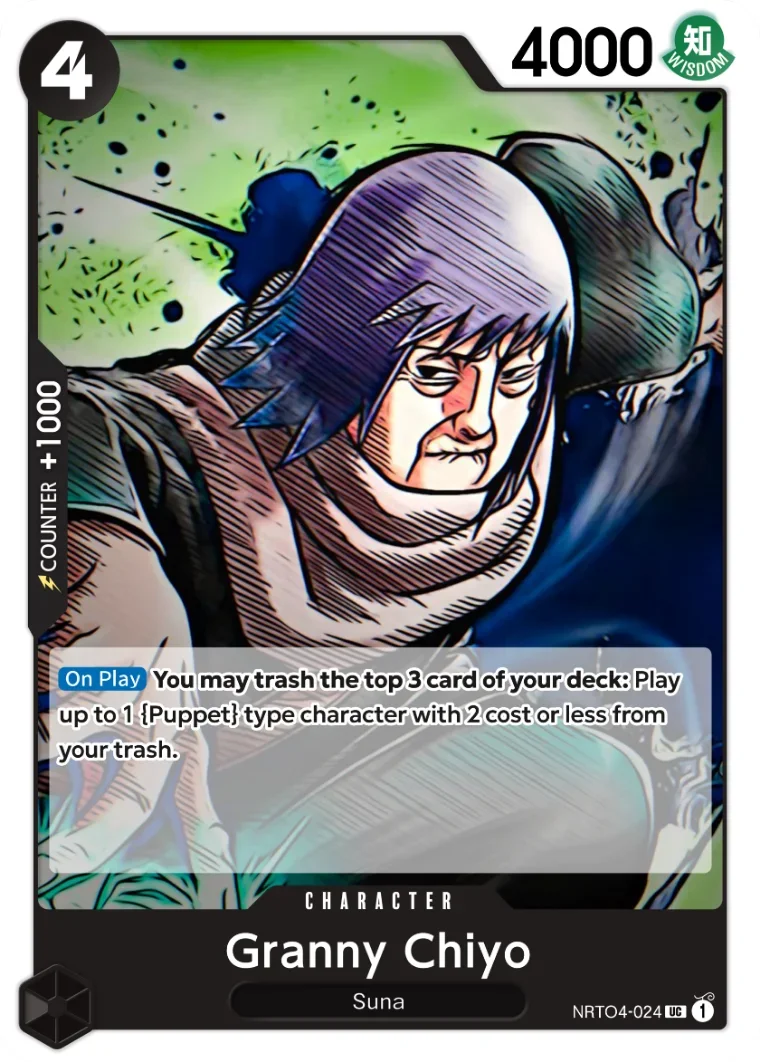 4
4000
知
WISDOM
COUNTER +1000
On Play You may trash the top 3 card of your deck: Play
up to 1 {Puppet} type character with 2 cost or less from
your trash.
CHARACTER
Granny Chiyo
Suna
NRTO4-024 UC 1